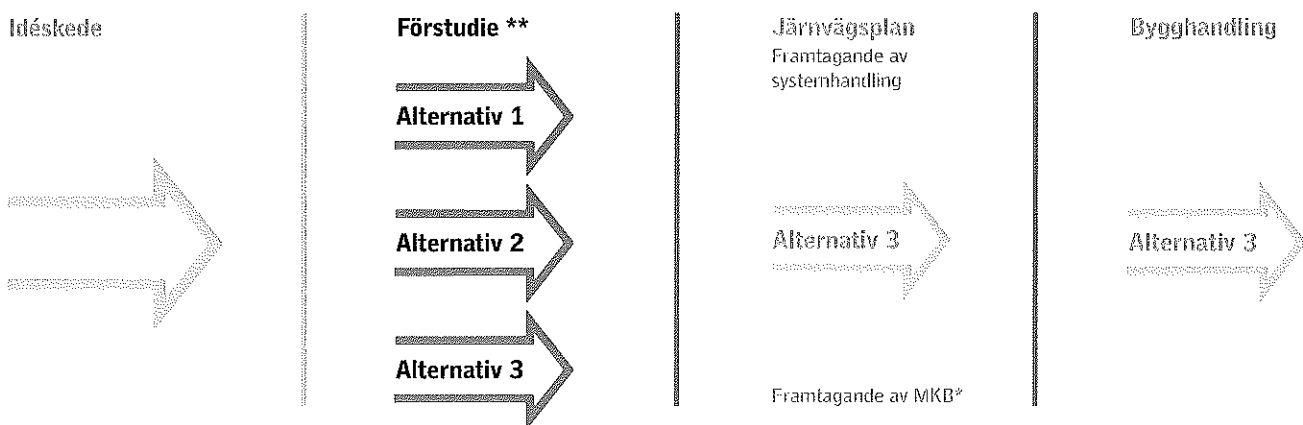 Idéskede
Förstudie **
Alternativ 1
Alternativ 2
Alternativ 3
Järnvägsplan
Framtagande av
systemhandling
Alternativ 3
Framtagande av MKB*
Bygghandling
Alternativ 3